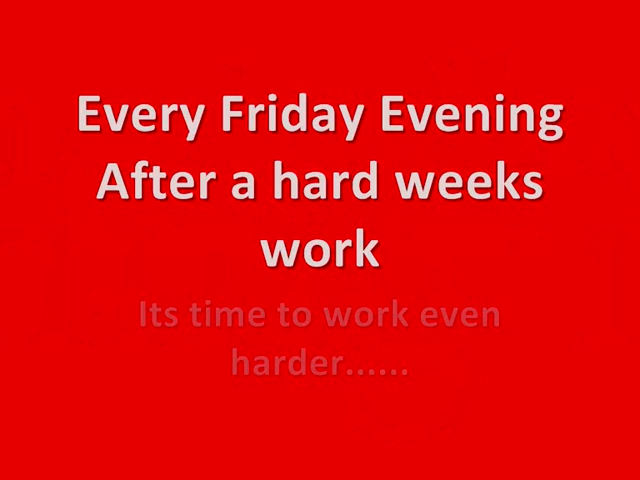 Every Friday Evening
After a hard weeks
work
Its time to work even
harder......